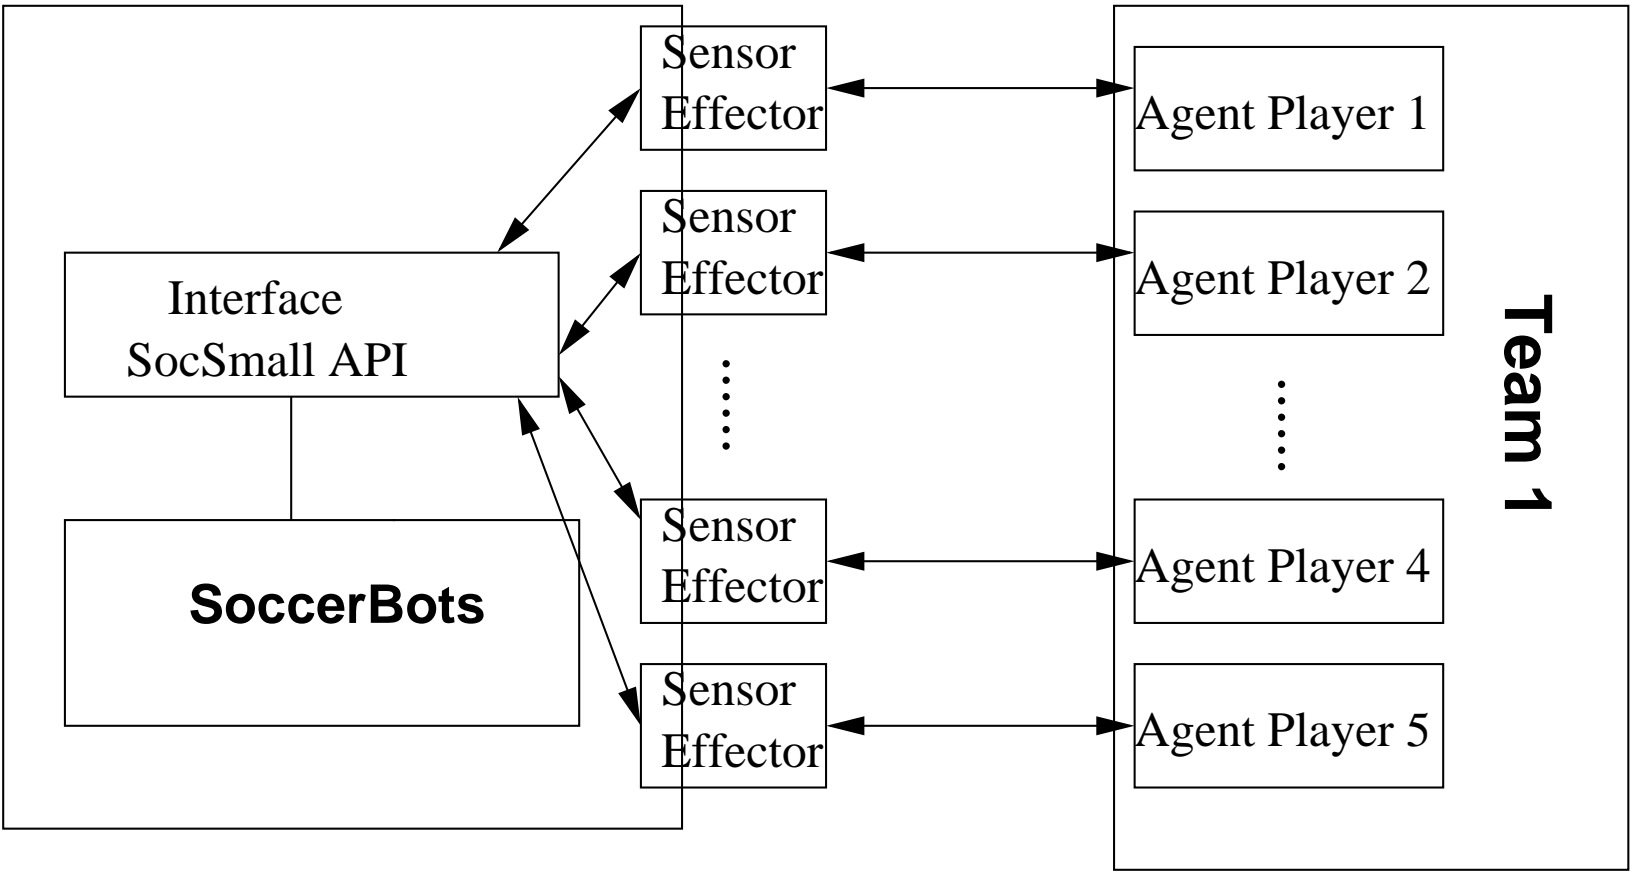 Sensor
Effector
Agent Player 1
Sensor
Effector
Agent Player 2
Interface
SocSmall API
Team 1
Sensor
Effector
Agent Player 4
SoccerBots
Sensor
Effector
Agent Player 5